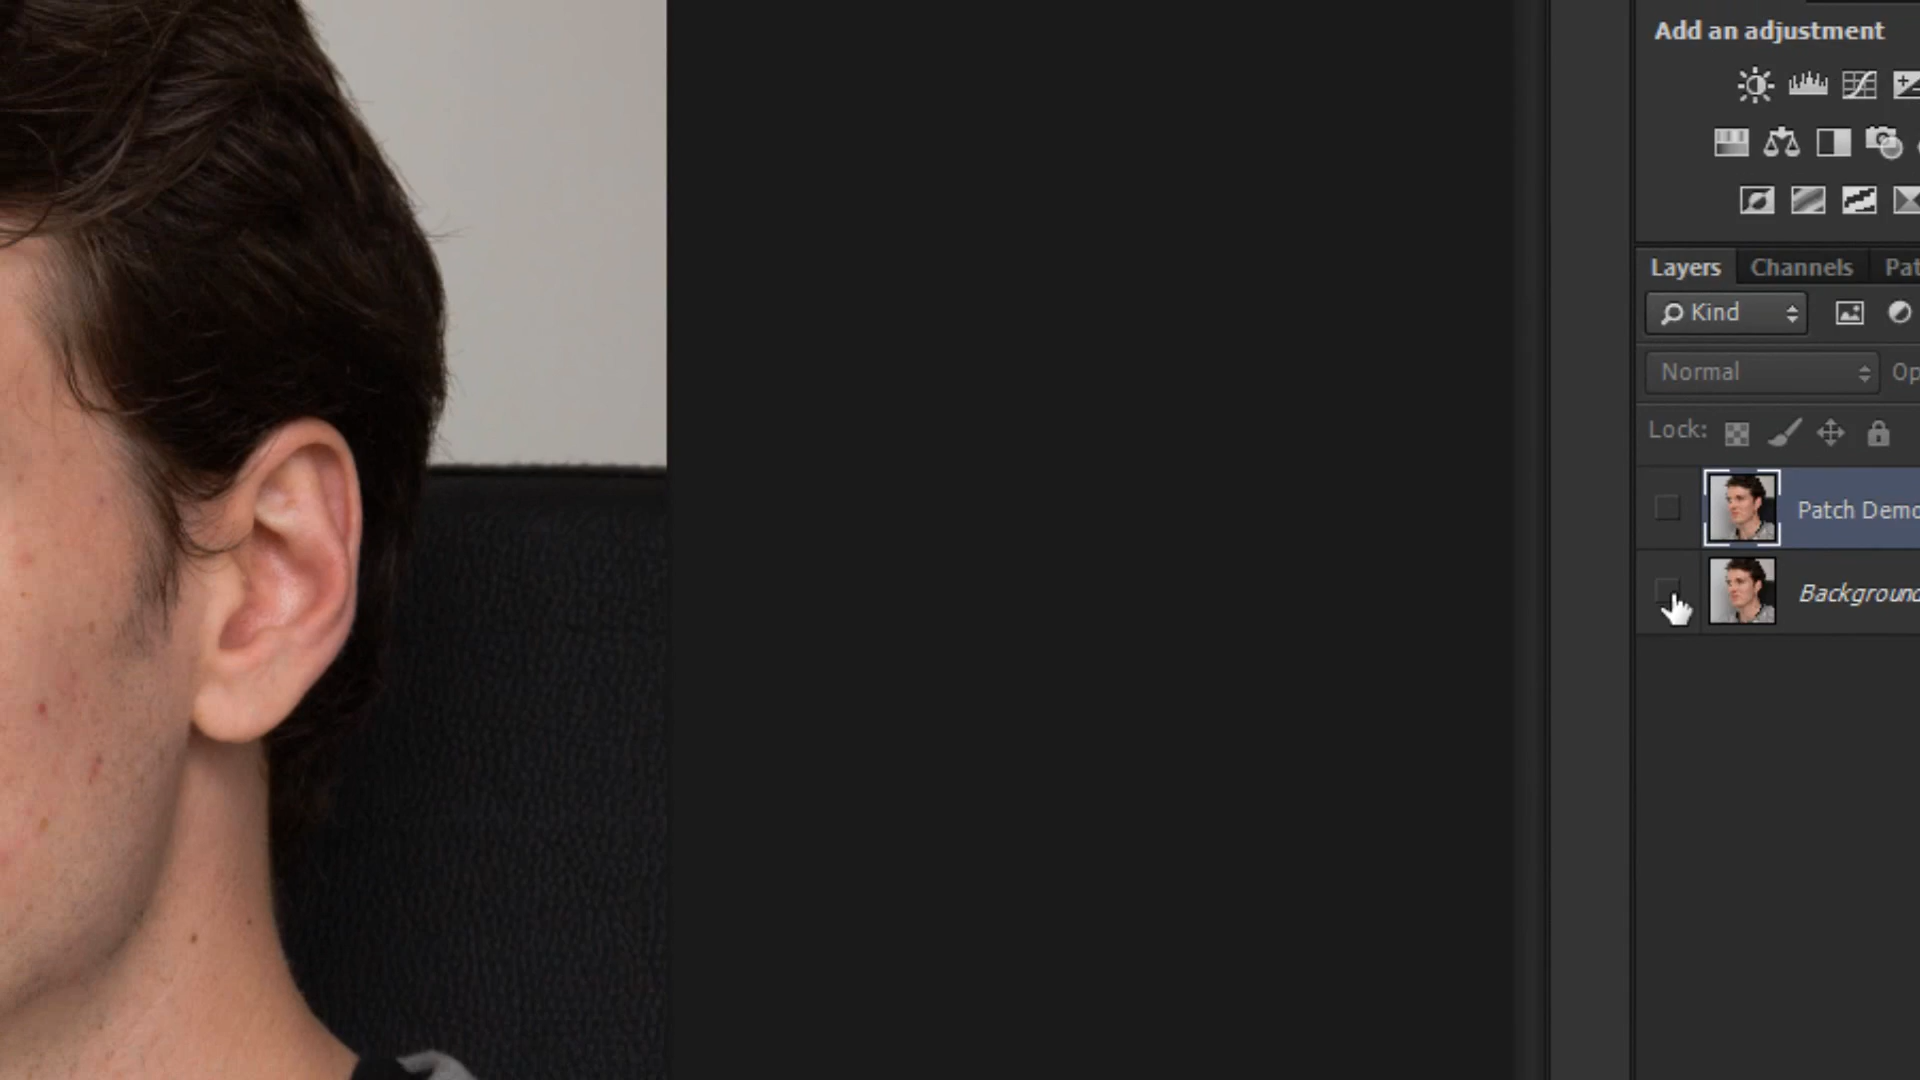 Add an adjustment
Layers Channels Pat
Kind
Normal Op
Lock:
Patch Demo
Background